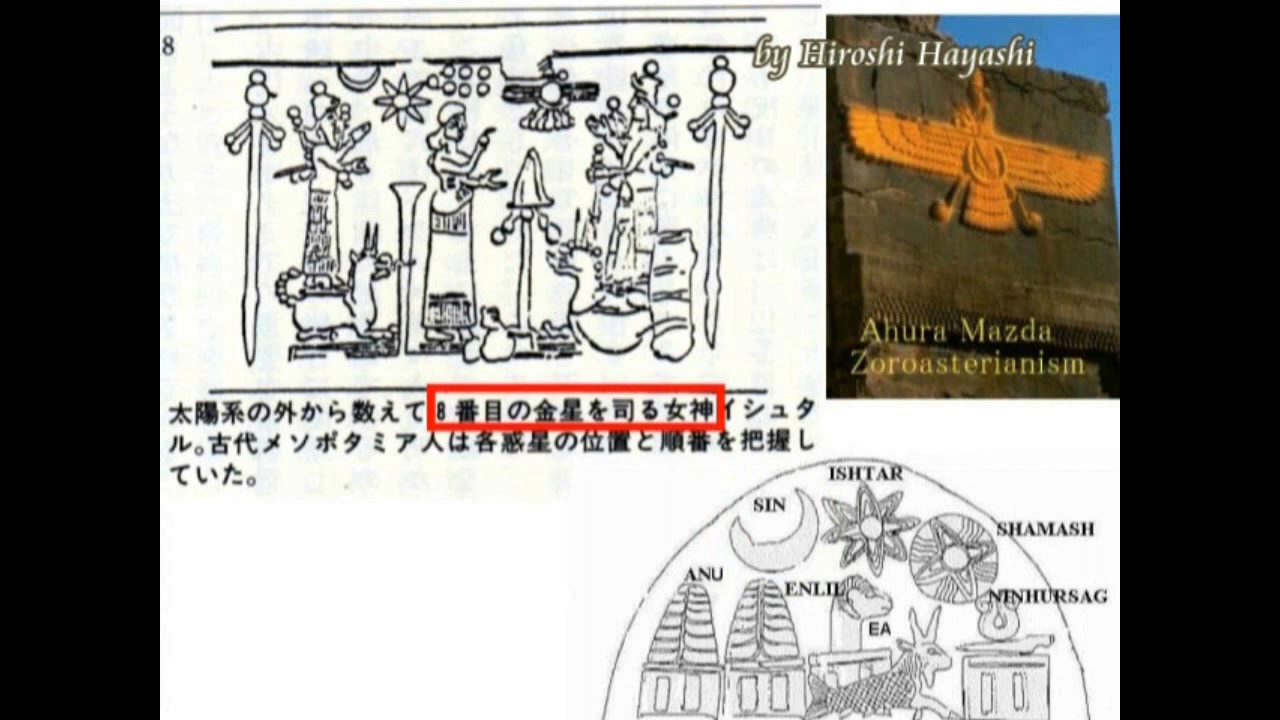 8
by Hiroshi Hayashi
Ahura Mazda
Zoroasterianism
太陽系の外から数えて8番目の金星を司る女神イシュタ
ル。古代メソポタミア人は各惑星の位置と順番を把握し
ていた。
ISHTAR
SIN
SHAMASH
ANU
ENLIL
NINHURSAG
EA